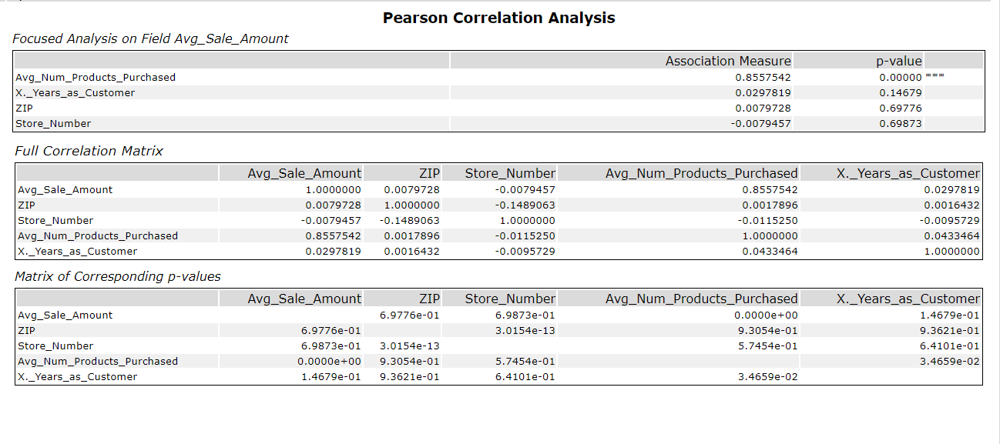 Pearson Correlation Analysis
Focused Analysis on Field Avg_Sale_Amount
Association Measure p-value
Avg_Num_Products_Purchased 0.8557542 0.00000 ***
X._Years_as_Customer 0.0297819 0.14679
ZIP 0.0079728 0.69776
Store_Number -0.0079457 0.69873
Full Correlation Matrix
Avg_Sale_Amount ZIP Store_Number Avg_Num_Products_Purchased X._Years_as_Customer
Avg_Sale_Amount 1.0000000 0.0079728 -0.0079457 0.8557542 0.0297819
ZIP 0.0079728 1.0000000 -0.1489063 0.0017896 0.0016432
Store_Number -0.0079457 -0.1489063 1.0000000 -0.0115250 -0.0095729
Avg_Num_Products_Purchased 0.8557542 0.0017896 -0.0115250 1.0000000 0.0433464
X._Years_as_Customer 0.0297819 0.0016432 -0.0095729 0.0433464 1.0000000
Matrix of Corresponding p-values
Avg_Sale_Amount ZIP Store_Number Avg_Num_Products_Purchased X._Years_as_Customer
Avg_Sale_Amount 6.9776e-01 6.9873e-01 0.0000e+00 1.4679e-01
ZIP 6.9776e-01 3.0154e-13 9.3054e-01 9.3621e-01
Store_Number 6.9873e-01 3.0154e-13 5.7454e-01 6.4101e-01
Avg_Num_Products_Purchased 0.0000e+00 9.3054e-01 5.7454e-01 3.4659e-02
X._Years_as_Customer 1.4679e-01 9.3621e-01 6.4101e-01 3.4659e-02